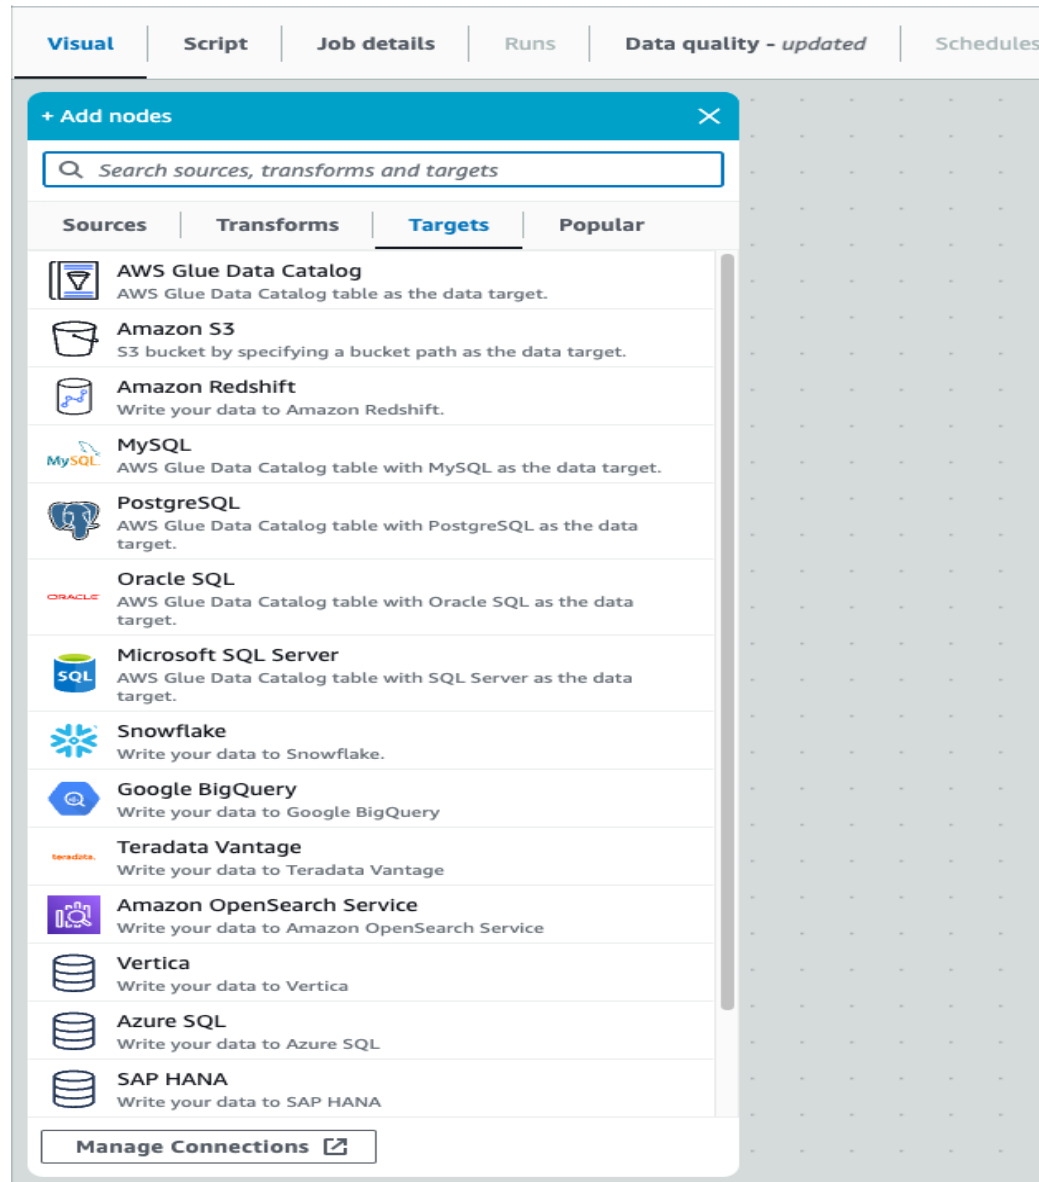 Visual Script Job details Runs Data quality - updated Schedules
+ Add nodes
Search sources, transforms and targets
Sources Transforms Targets Popular
AWS Glue Data Catalog
AWS Glue Data Catalog table as the data target.
Amazon S3
S3 bucket by specifying a bucket path as the data target.
Amazon Redshift
Write your data to Amazon Redshift.
MySQL
MySQL
AWS Glue Data Catalog table with MySQL as the data target.
PostgreSQL
AWS Glue Data Catalog table with PostgreSQL as the data
target.
Oracle SQL
ORACLE
AWS Glue Data Catalog table with Oracle SQL as the data
target.
Microsoft SQL Server
SQL
AWS Glue Data Catalog table with SQL Server as the data
target.
Snowflake
Write your data to Snowflake.
Google BigQuery
Write your data to Google BigQuery
Teradata Vantage
teradata.
Write your data to Teradata Vantage
Amazon OpenSearch Service
Write your data to Amazon OpenSearch Service
Vertica
Write your data to Vertica
Azure SQL
Write your data to Azure SQL
SAP HANA
Write your data to SAP HANA
Manage Connections